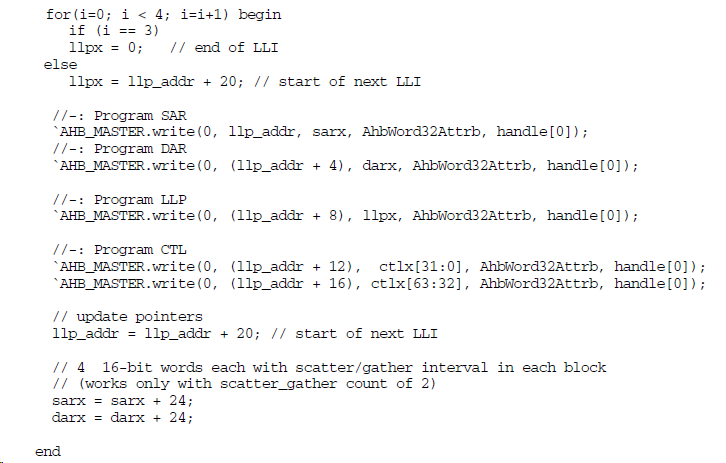 for(i=0; i < 4; i=i+1) begin
if (i == 3)
llpx = 0; // end of LLI
else
llpx = llp_addr + 20; // start of next LLI
//-: Program SAR
`AHB_MASTER.write(0, llp_addr, sarx, AhbWord32Attrb, handle[0]);
//-: Program DAR
`AHB_MASTER.write(0, (llp_addr + 4), darx, AhbWord32Attrb, handle[0]);
//-: Program LLP
`AHB_MASTER.write(0, (llp_addr + 8), llpx, AhbWord32Attrb, handle[0]);
//-: Program CTL
`AHB_MASTER.write(0, (llp_addr + 12), ctlx[31:0], AhbWord32Attrb, handle[0]);
`AHB_MASTER.write(0, (llp_addr + 16), ctlx[63:32], AhbWord32Attrb, handle[0]);
// update pointers
llp_addr = llp_addr + 20; // start of next LLI
// 4 16-bit words each with scatter/gather interval in each block
// (works only with scatter_gather count of 2)
sarx = sarx + 24;
darx = darx + 24;
end